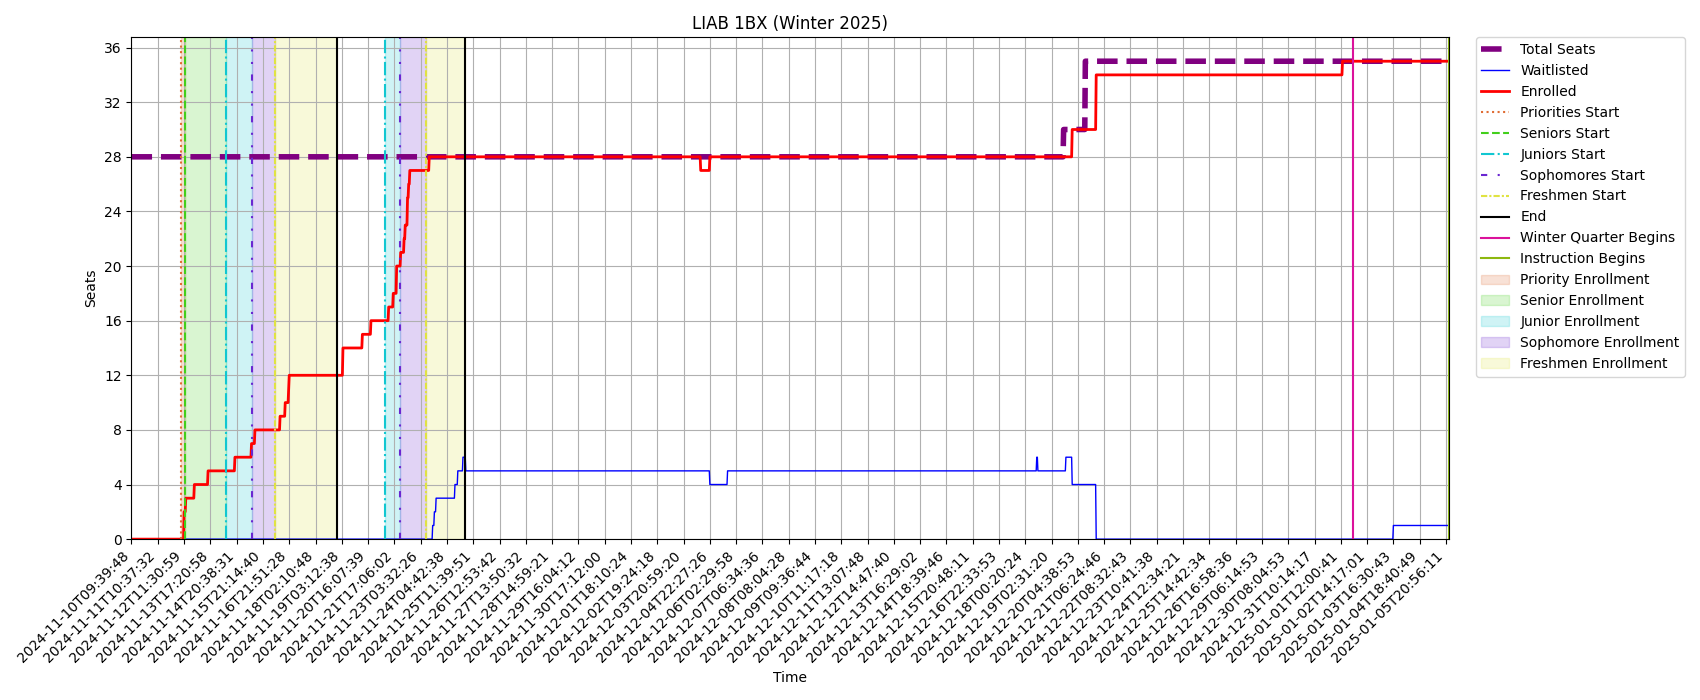 LIAB 1BX (Winter 2025)
36
32
28
24
20
16
12
8
4
0
Seats
2024-11-10T09:39:48
2024-11-11T10:37:32
2024-11-12T11:30:59
2024-11-13T17:20:58
2024-11-14T20:38:31
2024-11-15T21:14:40
2024-11-16T21:51:28
2024-11-18T02:10:48
2024-11-19T03:12:38
2024-11-20T16:07:39
2024-11-21T17:06:02
2024-11-23T03:32:26
2024-11-24T04:42:38
2024-11-25T11:39:51
2024-11-26T12:53:42
2024-11-27T13:50:32
2024-11-28T14:59:21
2024-11-29T16:04:12
2024-11-30T17:12:00
2024-12-01T18:10:24
2024-12-02T19:24:18
2024-12-03T20:59:20
2024-12-04T22:27:26
2024-12-06T02:29:58
2024-12-07T06:34:36
2024-12-08T08:04:28
2024-12-09T09:36:44
2024-12-10T11:17:18
2024-12-11T13:07:48
2024-12-12T14:47:40
2024-12-13T16:29:02
2024-12-14T18:39:46
2024-12-15T20:48:11
2024-12-16T22:33:53
2024-12-18T00:20:24
2024-12-19T02:31:20
2024-12-20T04:38:53
2024-12-21T06:24:46
2024-12-22T08:32:43
2024-12-23T10:41:38
2024-12-24T12:34:21
2024-12-25T14:42:34
2024-12-26T16:58:36
2024-12-29T06:14:53
2024-12-30T08:04:53
2024-12-31T10:14:17
2025-01-01T12:00:41
2025-01-02T14:17:01
2025-01-03T16:30:43
2025-01-04T18:40:49
2025-01-05T20:56:11
Time
Total Seats
Waitlisted
Enrolled
Priorities Start
Seniors Start
Juniors Start
Sophomores Start
Freshmen Start
End
Winter Quarter Begins
Instruction Begins
Priority Enrollment
Senior Enrollment
Junior Enrollment
Sophomore Enrollment
Freshmen Enrollment